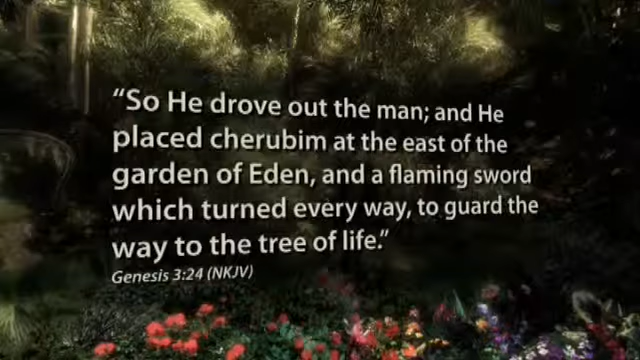 “So He drove out the man; and He
placed cherubim at the east of the
garden of Eden, and a flaming sword
which turned every way, to guard the
way to the tree of life.”
Genesis 3:24 (NKJV)